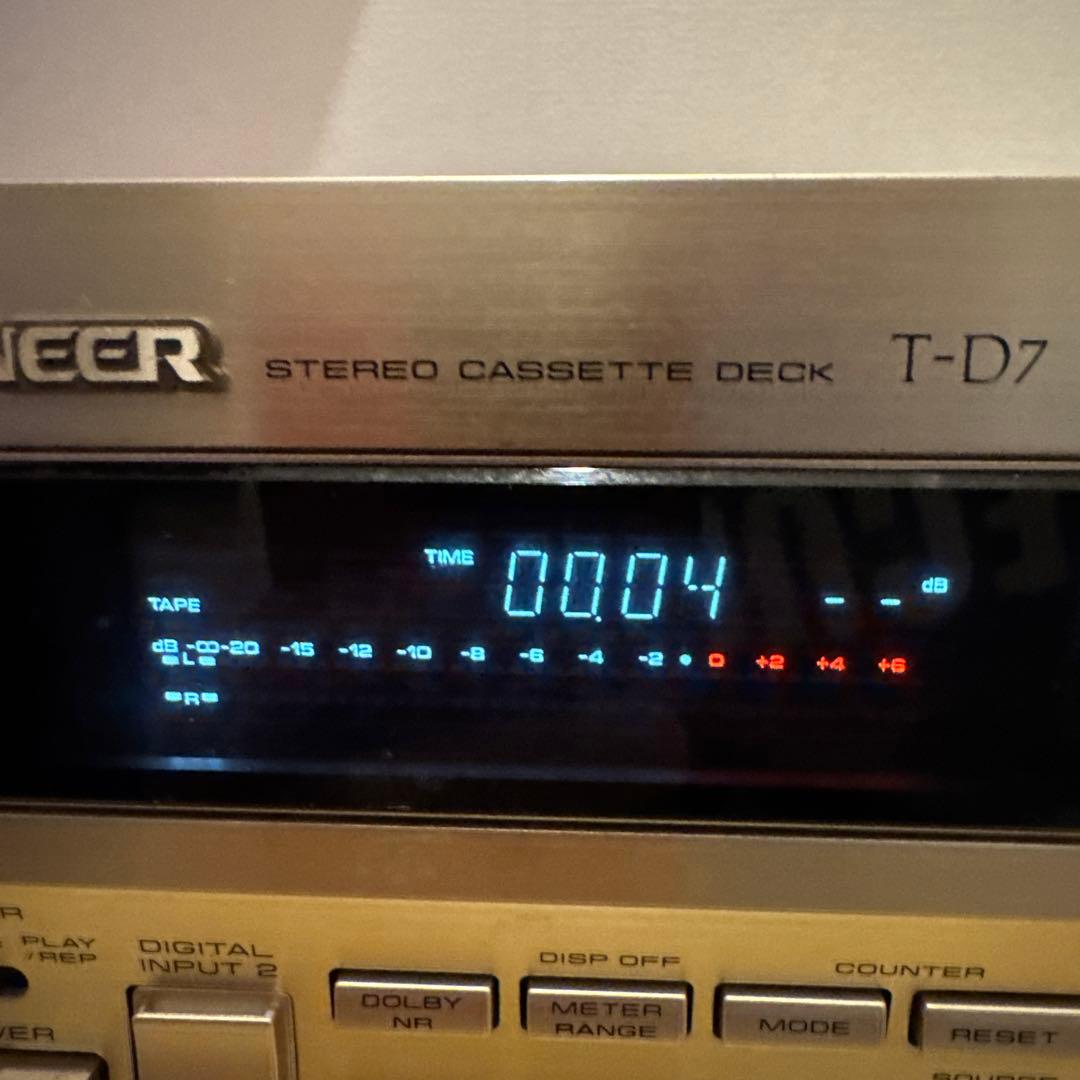 NEER STEREO CASSETTE DECK T-D7
TIME 00.04 -- dB
TAPE
dB -∞ -20 -15 -12 -10 -8 -6 -4 -2 • 0 +2 +4 +6
L
R
PLAY
/REP
DIGITAL
INPUT 2
DISP OFF
COUNTER
DOLBY
NR
METER
RANGE
MODE
RESET